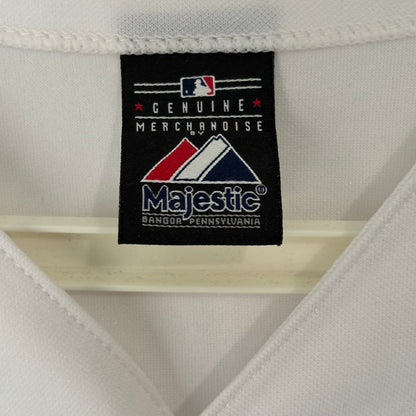 GENUINE
MERCHANDISE
BY
Majestic
BANGOR PENNSYLVANIA